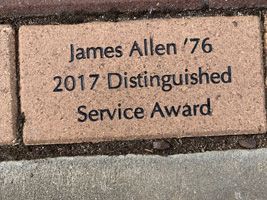 James Allen '76
2017 Distinguished
Service Award